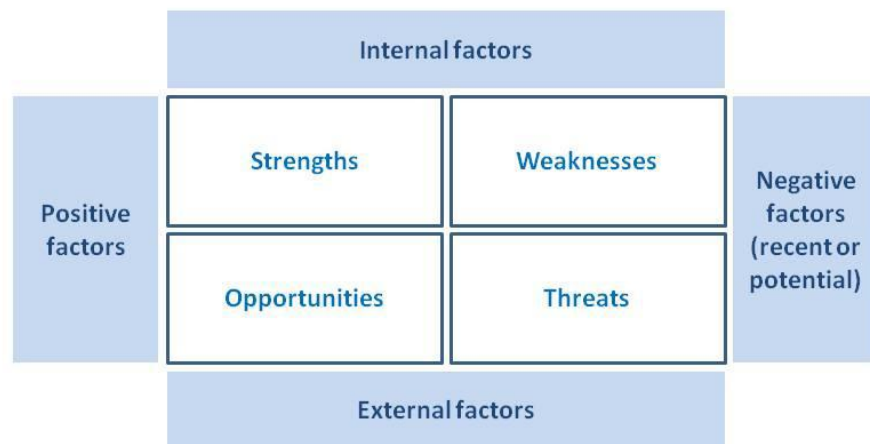 Internal factors
Positive
factors
Strengths
Weaknesses
Negative
factors
(recent or
potential)
Opportunities
Threats
External factors